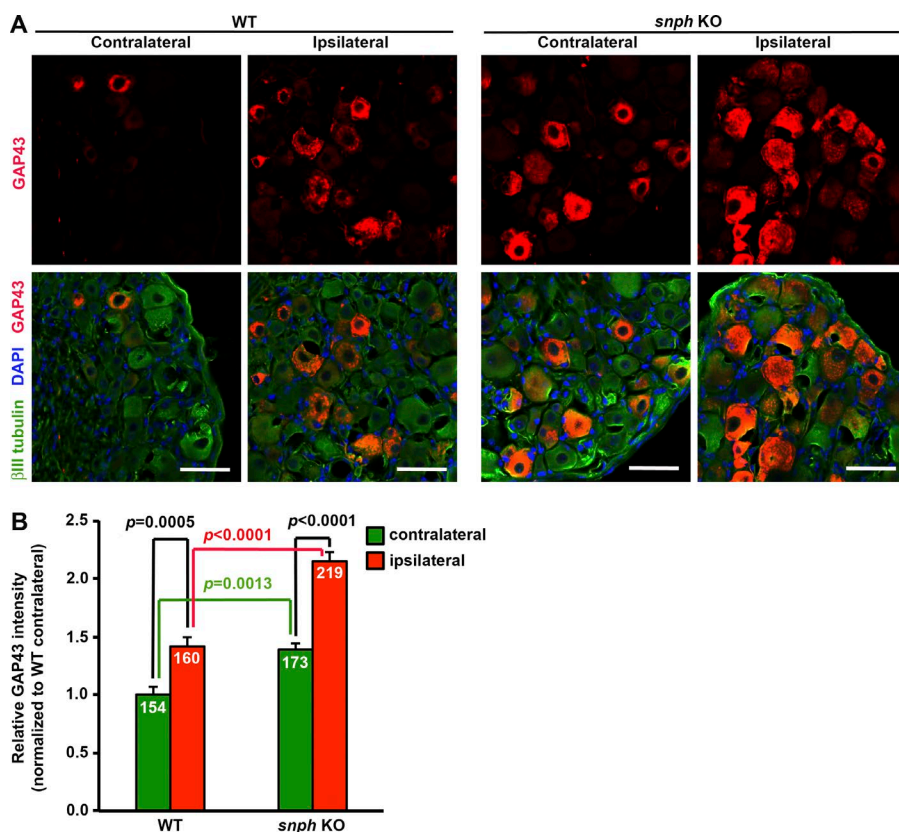 A
WT
snph KO
Contralateral
Ipsilateral
Contralateral
Ipsilateral
GAP43
βIII tubulin DAPI GAP43
B
Relative GAP43 intensity
(normalized to WT contralateral)
2.5
2.0
1.5
1.0
0.5
0.0
p=0.0005
p<0.0001
p<0.0001
p=0.0013
contralateral
ipsilateral
154
160
173
219
WT
snph KO